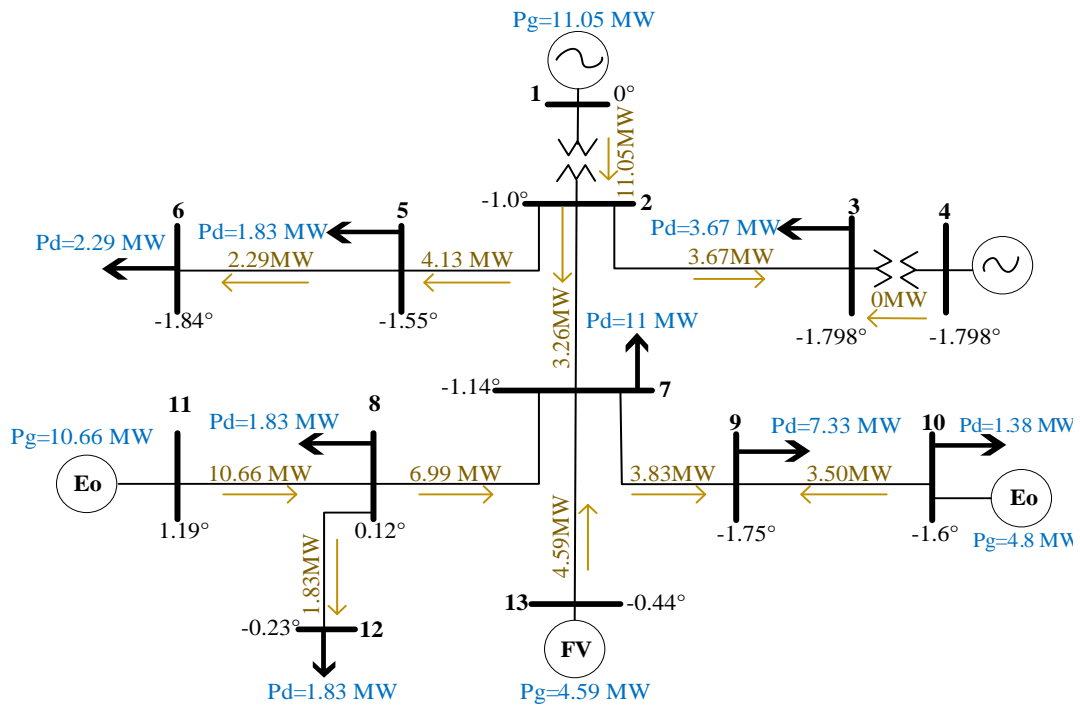 Pg=11.05 MW
1
0°
11.05MW
-1.0°
2
6
5
3
4
Pd=2.29 MW
Pd=1.83 MW
Pd=3.67 MW
2.29MW
4.13 MW
3.67MW
0MW
-1.84°
-1.55°
3.26MW
-1.798°
-1.798°
Pd=11 MW
-1.14°
7
11
8
9
10
Pg=10.66 MW
Pd=1.83 MW
Pd=7.33 MW
Pd=1.38 MW
Eo
10.66 MW
6.99 MW
3.83MW
3.50MW
Eo
1.19°
0.12°
-1.75°
-1.6°
Pg=4.8 MW
1.83MW
4.59MW
13
-0.44°
-0.23°
12
FV
Pd=1.83 MW
Pg=4.59 MW